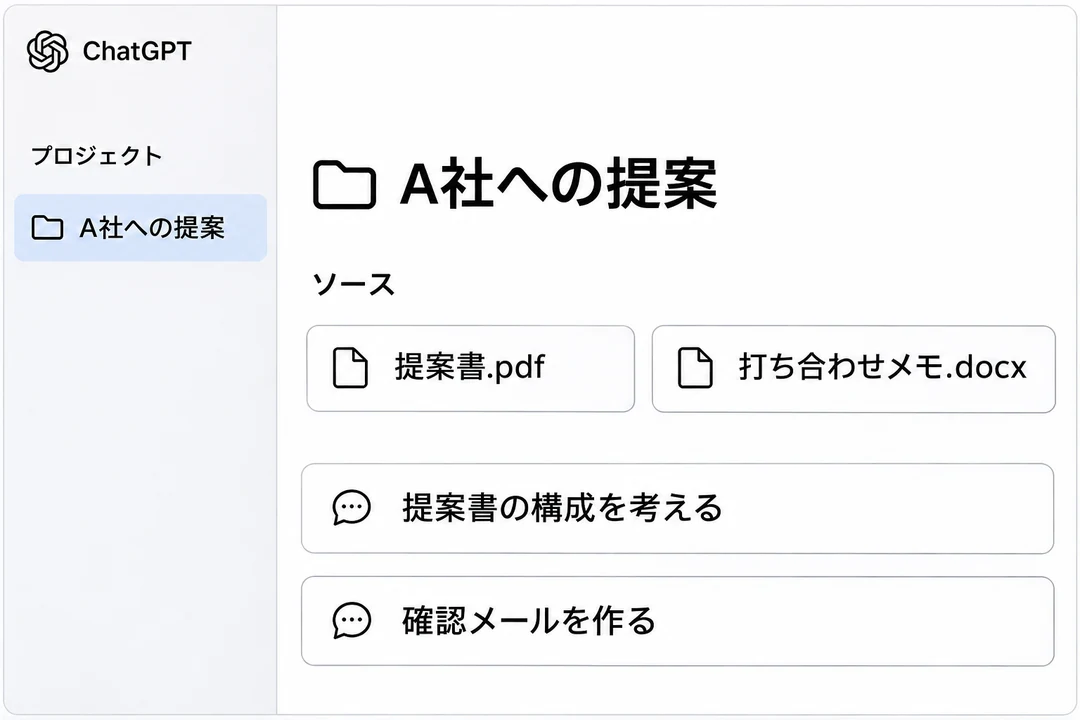 ChatGPT
プロジェクト
A社への提案
A社への提案
ソース
提案書.pdf
打ち合わせメモ.docx
提案書の構成を考える
確認メールを作る